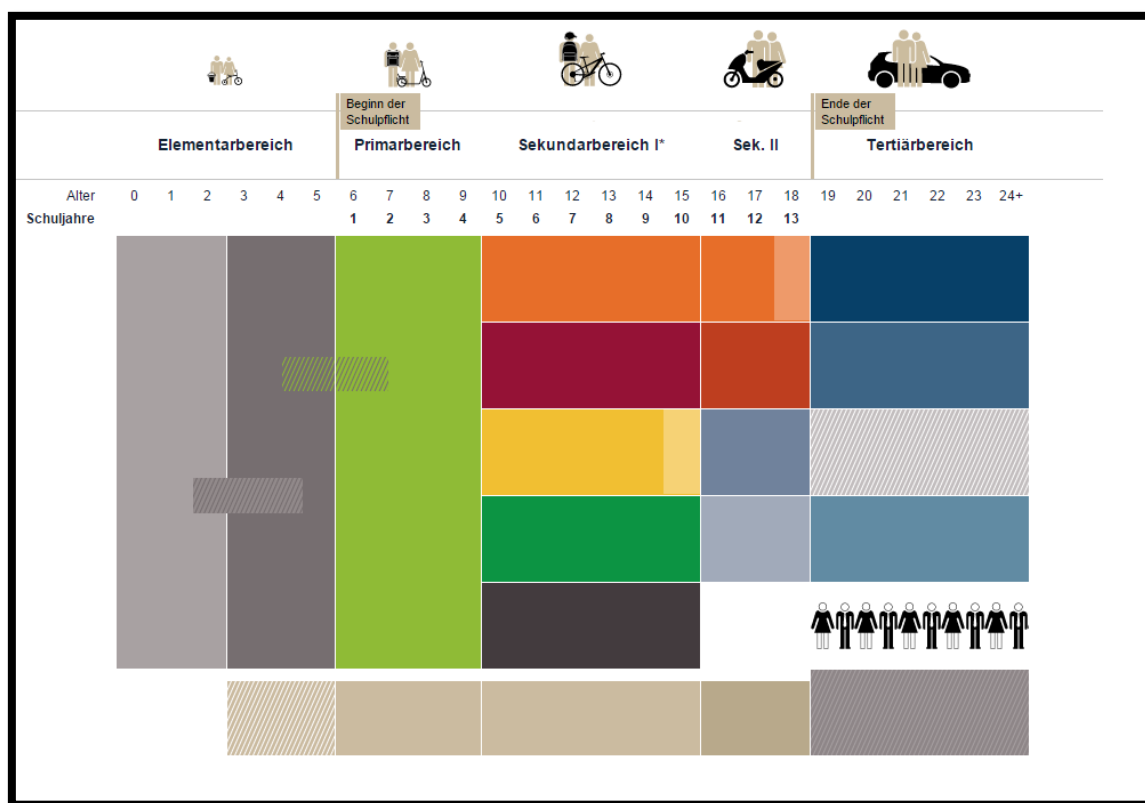 Beginn der
Schulpflicht
Ende der
Schulpflicht
Elementarbereich Primarbereich Sekundarbereich I* Sek. II Tertiärbereich
Alter 0 1 2 3 4 5 6 7 8 9 10 11 12 13 14 15 16 17 18 19 20 21 22 23 24+
Schuljahre 1 2 3 4 5 6 7 8 9 10 11 12 13